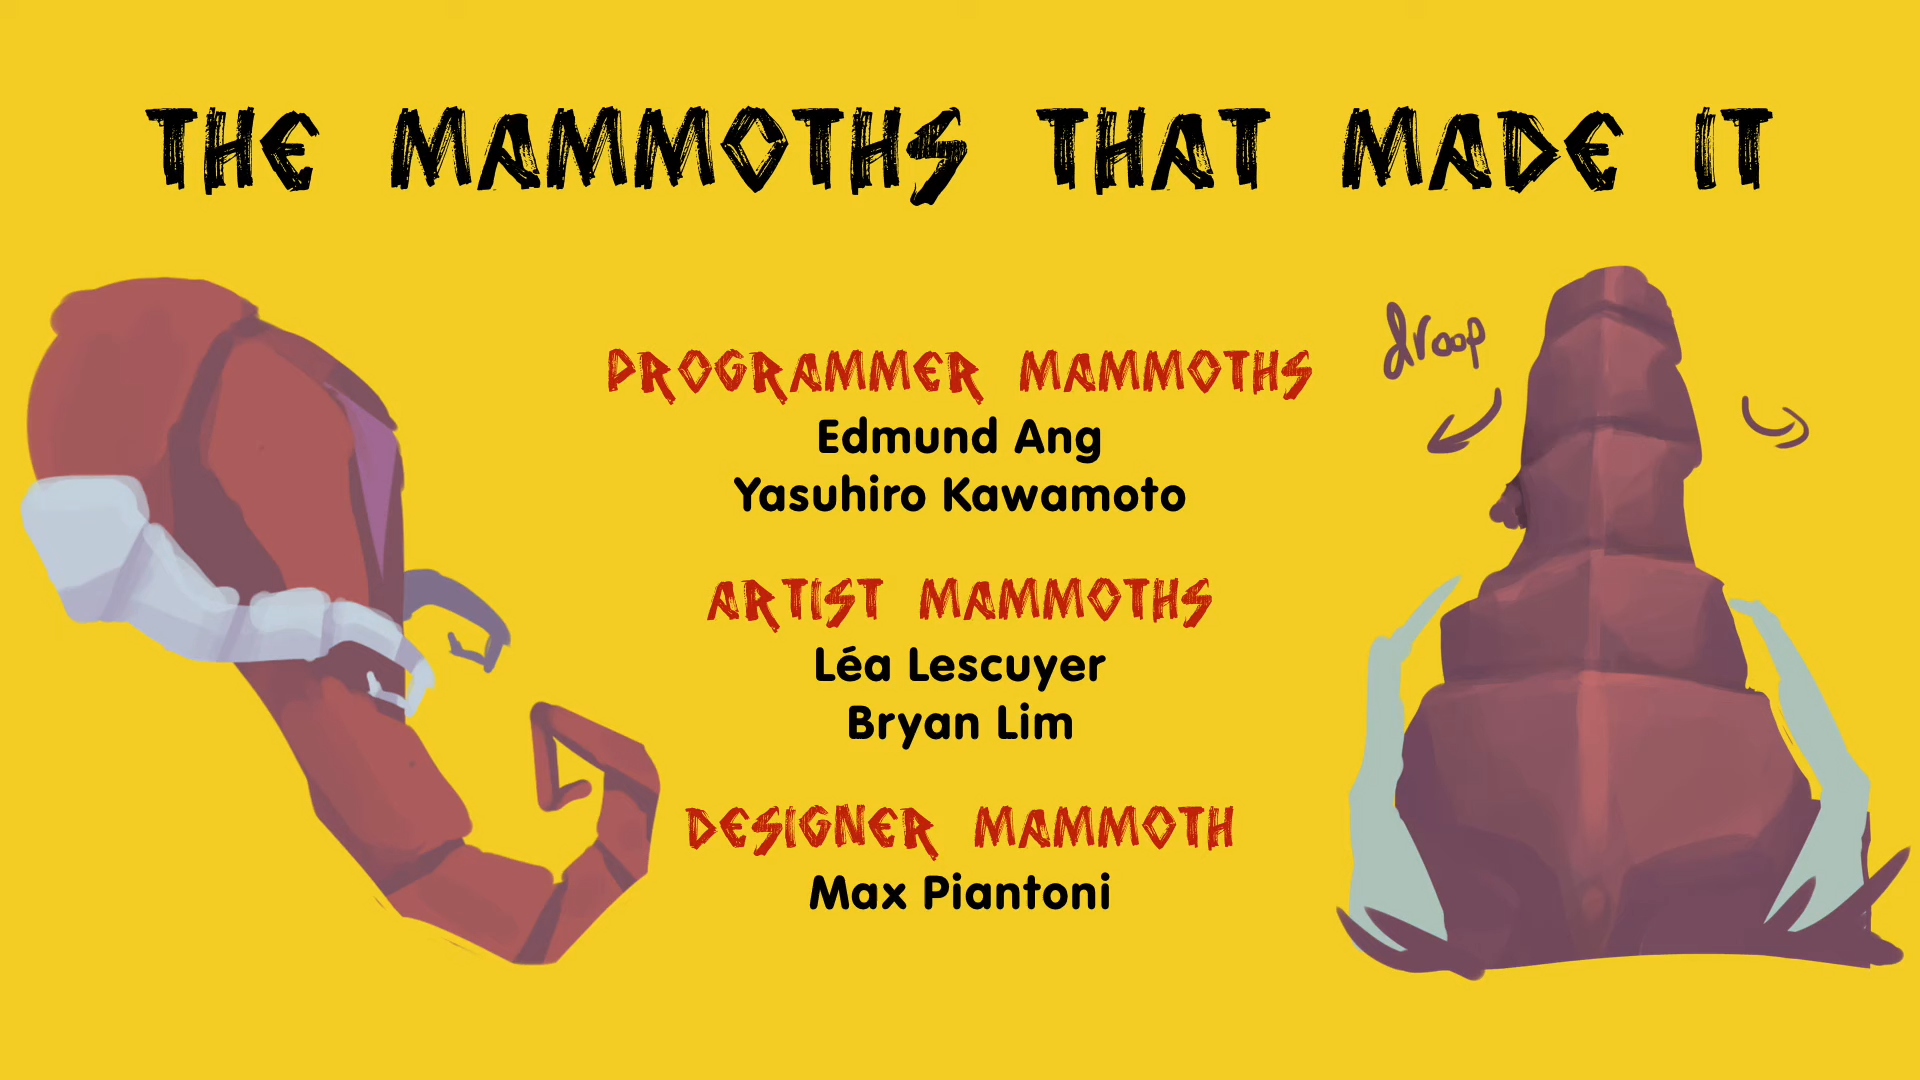 THE MAMMOTHS THAT MADE IT
droop
PROGRAMMER MAMMOTHS
Edmund Ang
Yasuhiro Kawamoto
ARTIST MAMMOTHS
Léa Lescuyer
Bryan Lim
DESIGNER MAMMOTH
Max Piantoni